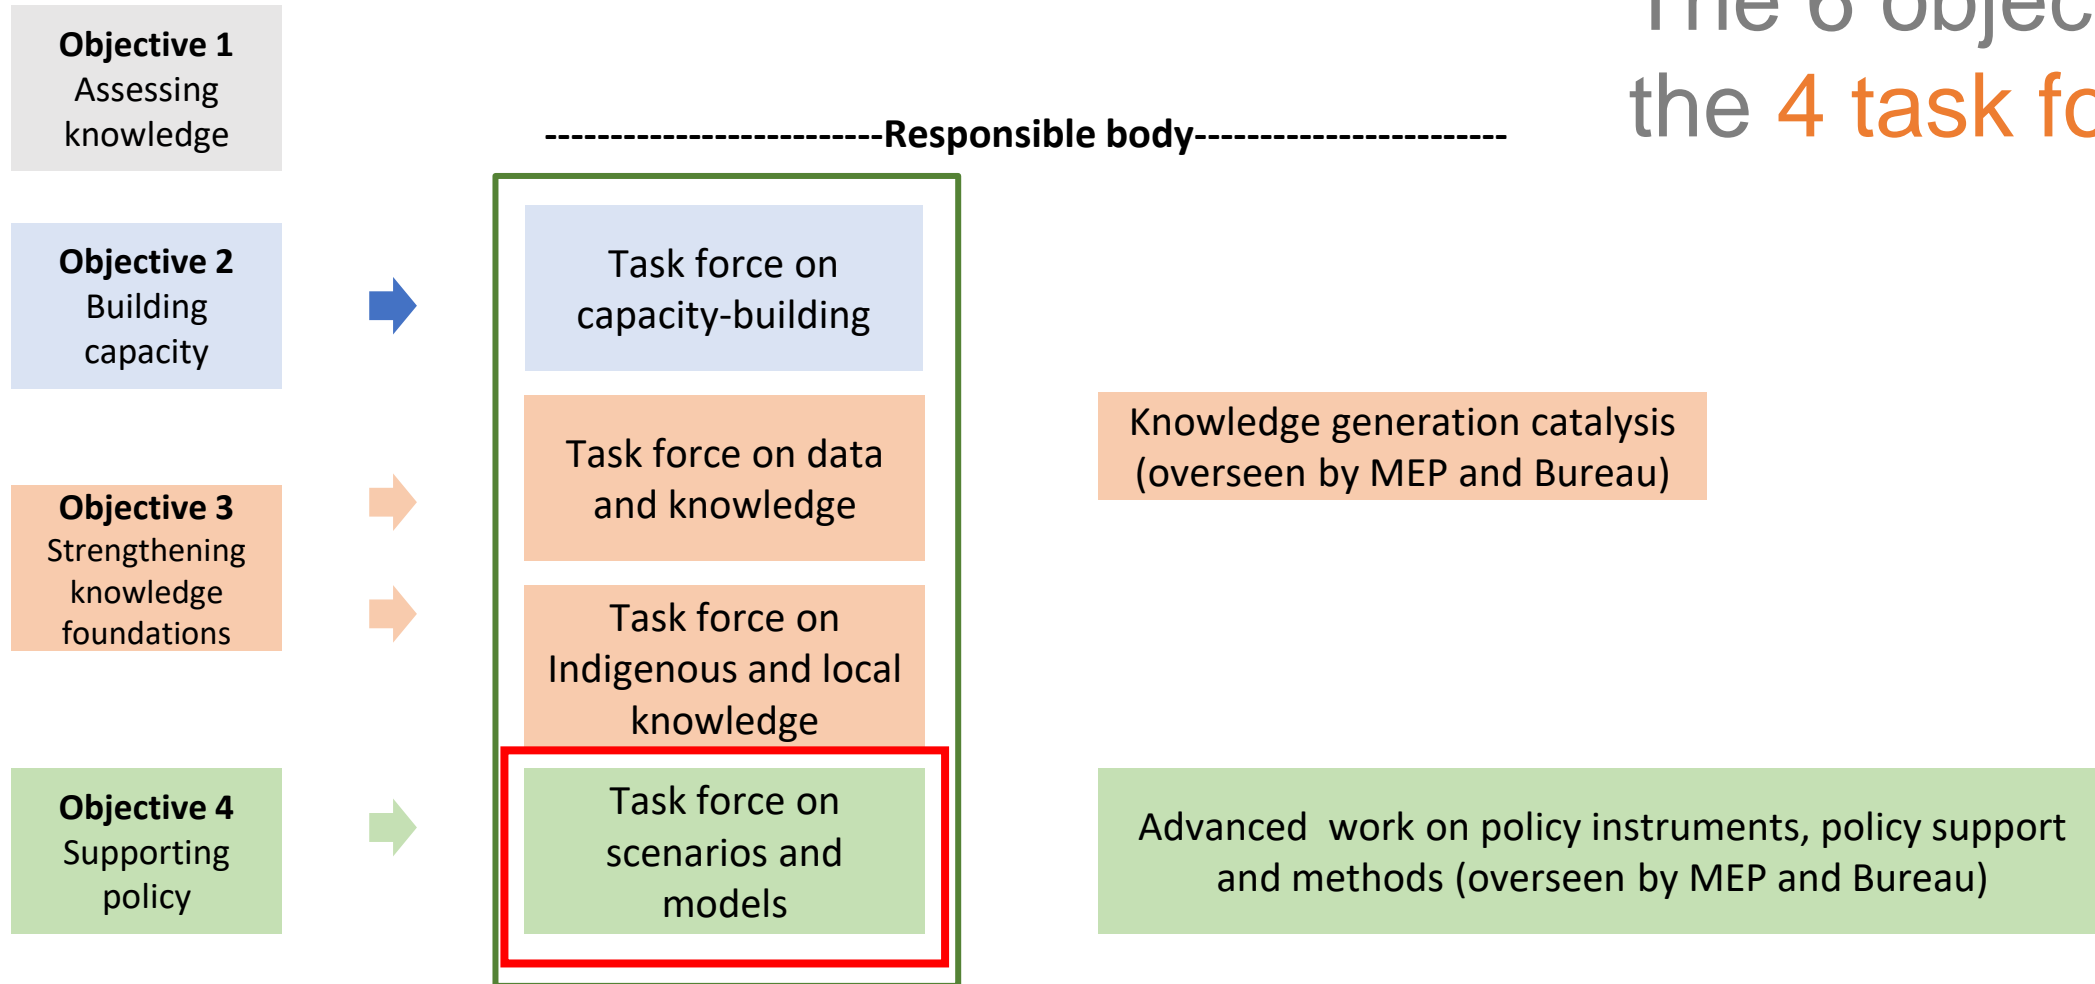 The 6 objec
the 4 task fo
Objective 1
Assessing
knowledge
-------------------------Responsible body------------------------
Objective 2
Building
capacity
Task force on
capacity-building
Objective 3
Strengthening
knowledge
foundations
Task force on data
and knowledge
Knowledge generation catalysis
(overseen by MEP and Bureau)
Task force on
Indigenous and local
knowledge
Objective 4
Supporting
policy
Task force on
scenarios and
models
Advanced  work on policy instruments, policy support
and methods (overseen by MEP and Bureau)